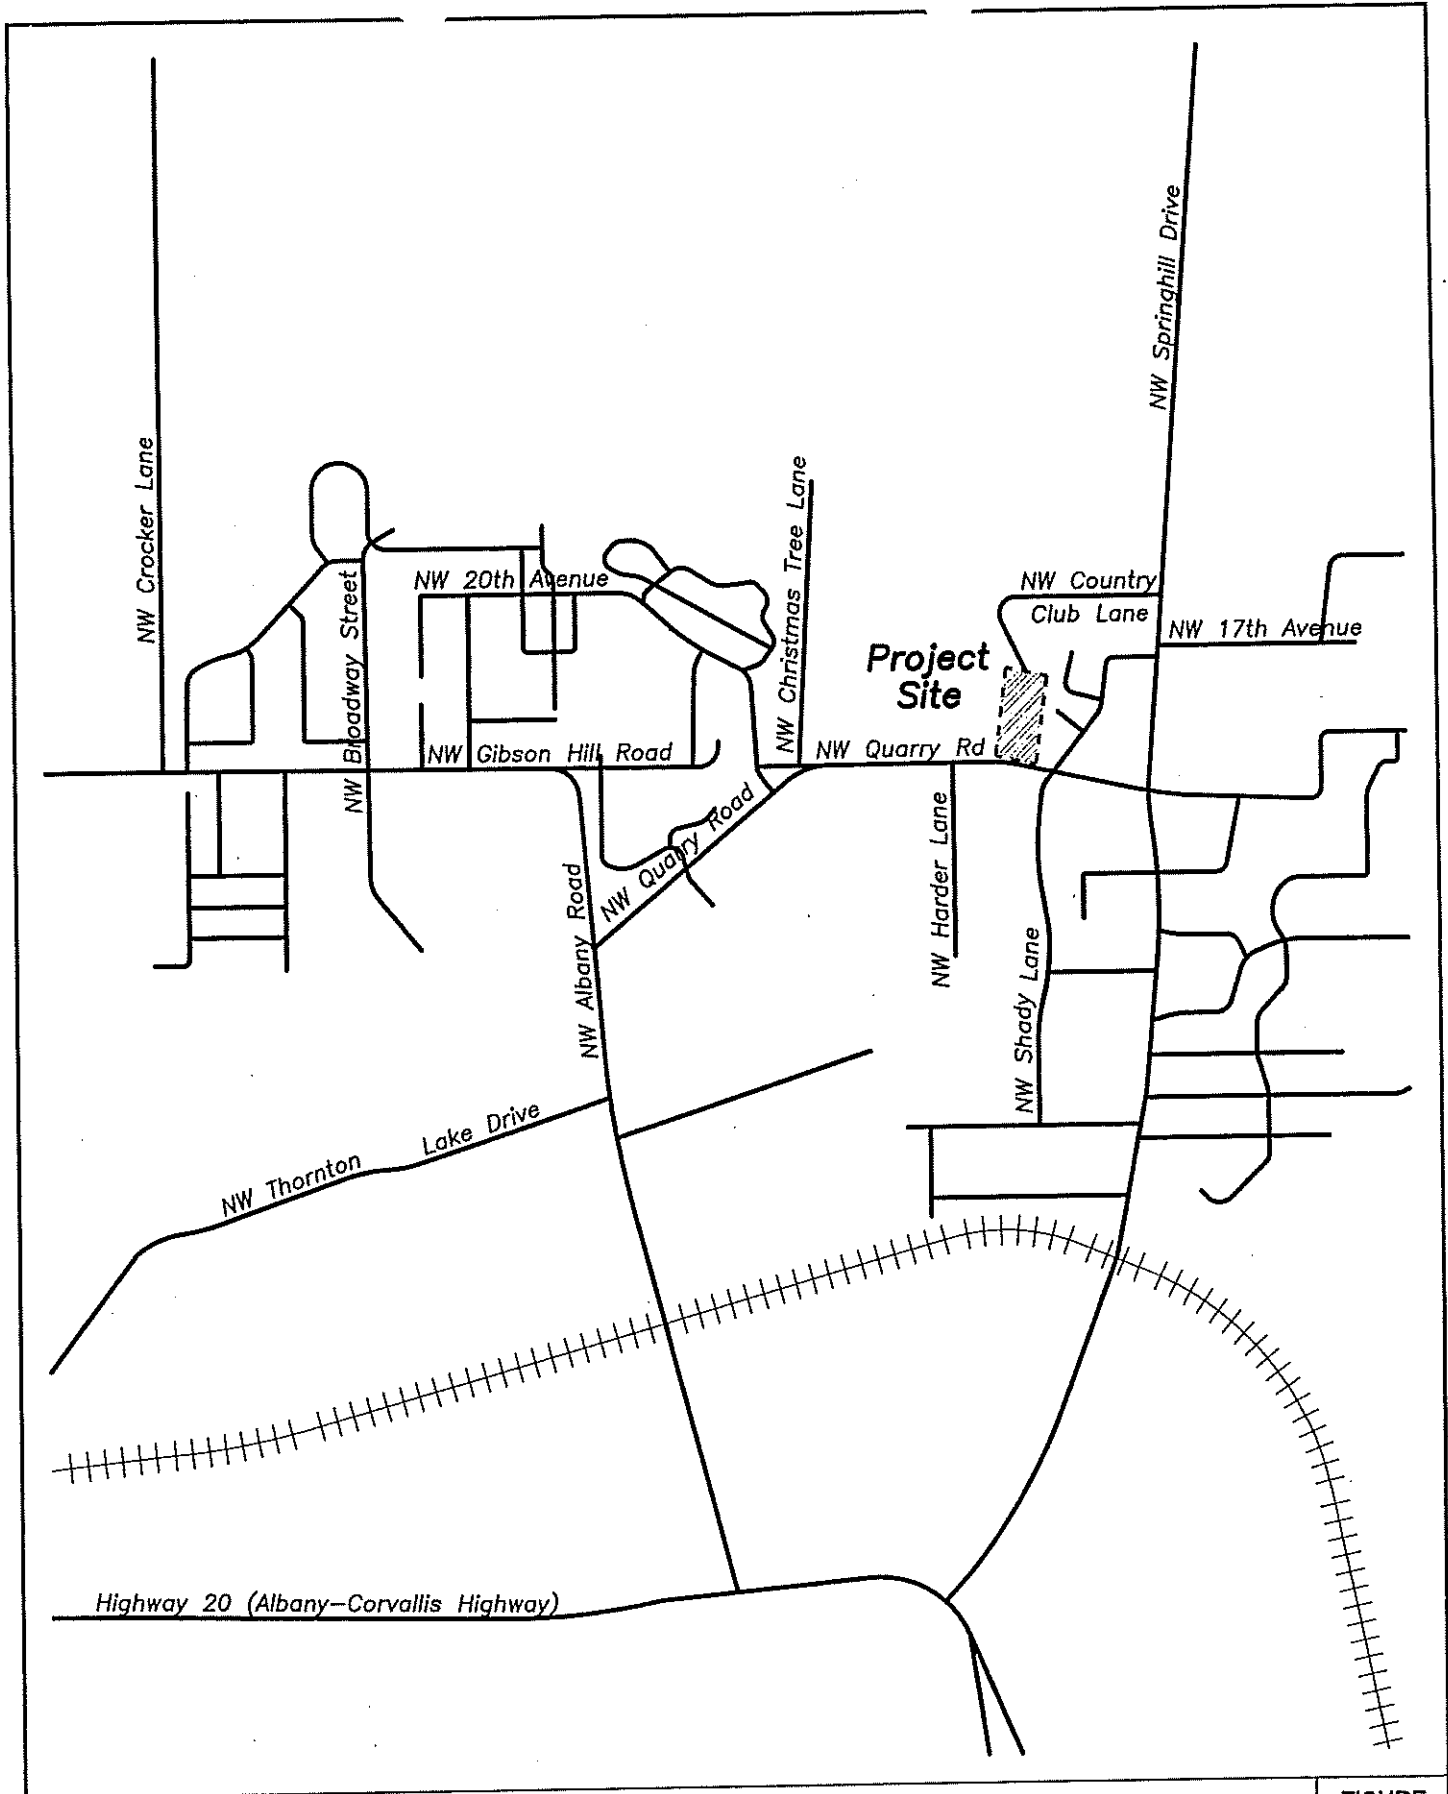 NW Springhill Drive
NW Crocker Lane
NW Christmas Tree Lane
NW 20th Avenue
NW Country
Club Lane
NW 17th Avenue
NW Broadway Street
Project
Site
NW Gibson Hill Road
NW Quarry Rd
NW Quarry Road
NW Harder Lane
NW Albany Road
NW Shady Lane
NW Thornton
Lake Drive
Highway 20 (Albany-Corvallis Highway)
FIGURE